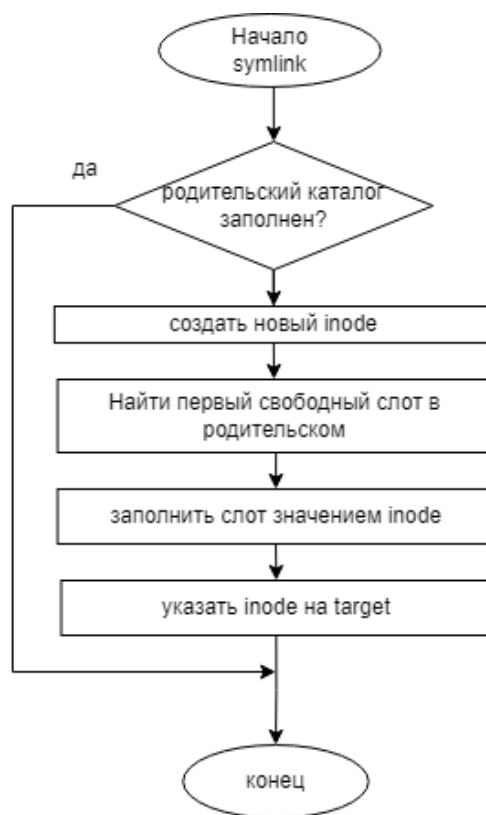 Начало
symlink
да
родительский каталог
заполнен?
создать новый inode
Найти первый свободный слот в
родительском
заполнить слот значением inode
указать inode на target
конец